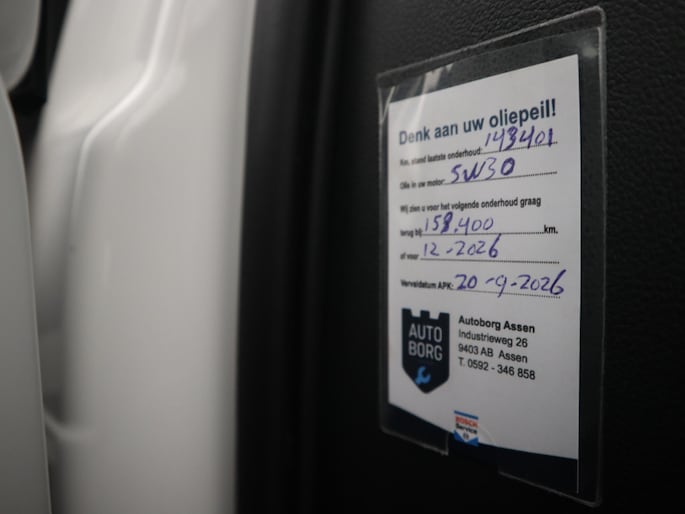 Denk aan uw oliepeil!
Km. stand laatste onderhoud: 143401
Olie in uw motor: 5W30
Wij zien u voor het volgende onderhoud graag
terug bij 158.400 km.
of voor 12-2026
Vervaldatum APK: 20-9-2026
AUTO
BORG
Autoborg Assen
Industrieweg 26
9403 AB Assen
T. 0592 - 346 858
BOSCH
Service